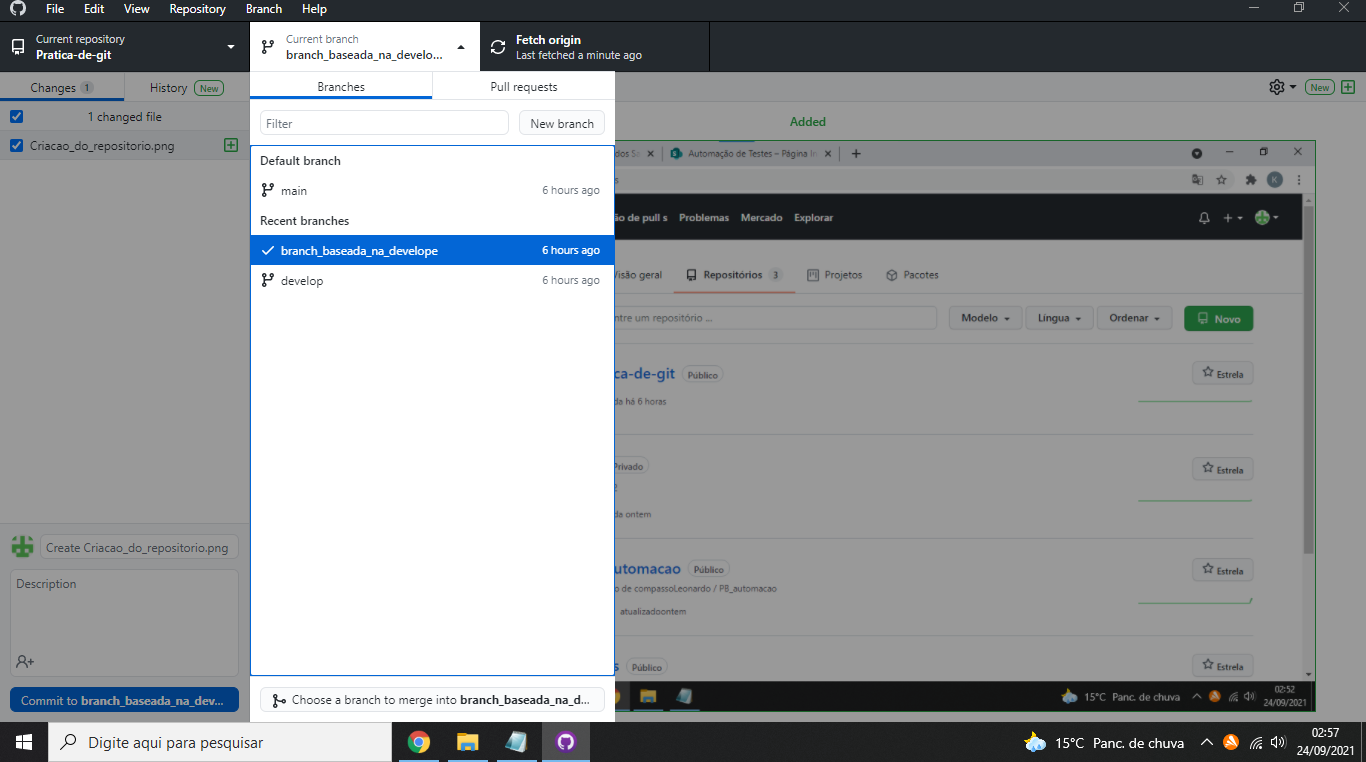 File Edit View Repository Branch Help
Current repository
Pratica-de-git
Current branch
branch_baseada_na_develo...
Fetch origin
Last fetched a minute ago
Changes 1
History New
1 changed file
Criacao_do_repositorio.png
Create Criacao_do_repositorio.png
Description
Commit to branch_baseada_na_dev...
Branches
Pull requests
Filter
New branch
Default branch
main 6 hours ago
Recent branches
branch_baseada_na_develope 6 hours ago
develop 6 hours ago
Choose a branch to merge into branch_baseada_na_d...
New
Added
dos So
Automação de Testes – Página In
K
ão de pull s Problemas Mercado Explorar
Visão geral Repositórios 3 Projetos Pacotes
ntre um repositório ...
Modelo Língua Ordenar Novo
ca-de-git Público Estrela
da há 6 horas
Privado Estrela
da ontem
utomacao Público Estrela
o de compassoLeonardo / PB_automacao
atualizadoontem
s Público Estrela
15°C Panc. de chuva
02:52
24/09/2021
Digite aqui para pesquisar
15°C Panc. de chuva
02:57
24/09/2021